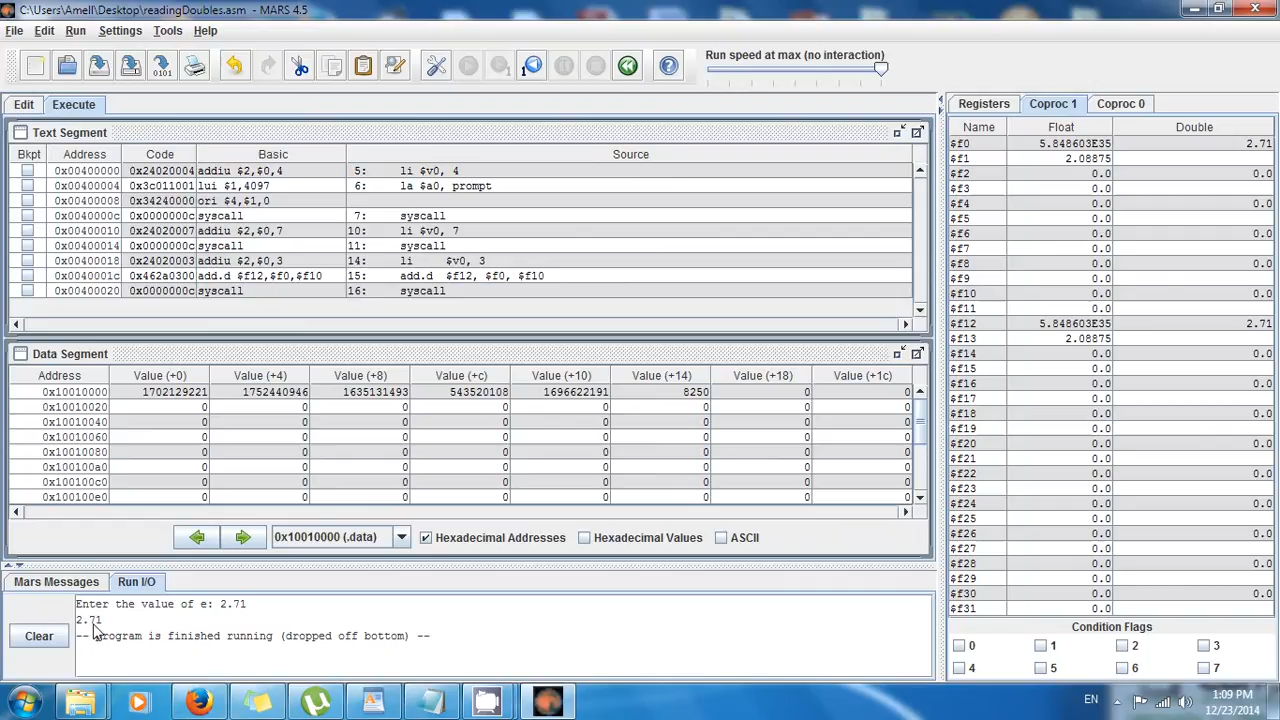 C:\Users\Amell\Desktop\readingDoubles.asm - MARS 4.5
File Edit Run Settings Tools Help
Run speed at max (no interaction)
Edit Execute
Text Segment
Bkpt Address Code Basic Source
0x00400000 0x24020004 addiu $2,$0,4 5: li $v0, 4
0x00400004 0x3c011001 lui $1,4097 6: la $a0, prompt
0x00400008 0x34240000 ori $4,$1,0
0x0040000c 0x0000000c syscall 7: syscall
0x00400010 0x24020007 addiu $2,$0,7 10: li $v0, 7
0x00400014 0x0000000c syscall 11: syscall
0x00400018 0x24020003 addiu $2,$0,3 14: li $v0, 3
0x0040001c 0x462a0300 add.d $f12,$f0,$f10 15: add.d $f12, $f0, $f10
0x00400020 0x0000000c syscall 16: syscall
Data Segment
Address Value (+0) Value (+4) Value (+8) Value (+c) Value (+10) Value (+14) Value (+18) Value (+1c)
0x10010000 1702129221 1752440946 1635131493 543520108 1696622191 8250 0 0
0x10010020 0 0 0 0 0 0 0 0
0x10010040 0 0 0 0 0 0 0 0
0x10010060 0 0 0 0 0 0 0 0
0x10010080 0 0 0 0 0 0 0 0
0x100100a0 0 0 0 0 0 0 0 0
0x100100c0 0 0 0 0 0 0 0 0
0x100100e0 0 0 0 0 0 0 0 0
0x10010000 (.data) Hexadecimal Addresses Hexadecimal Values ASCII
Mars Messages Run I/O
Enter the value of e: 2.71
2.71
-- program is finished running (dropped off bottom) --
Clear
Registers Coproc 1 Coproc 0
Name Float Double
$f0 5.848603E35 2.71
$f1 2.08875
$f2 0.0 0.0
$f3 0.0
$f4 0.0 0.0
$f5 0.0
$f6 0.0 0.0
$f7 0.0
$f8 0.0 0.0
$f9 0.0
$f10 0.0 0.0
$f11 0.0
$f12 5.848603E35 2.71
$f13 2.08875
$f14 0.0 0.0
$f15 0.0
$f16 0.0 0.0
$f17 0.0
$f18 0.0 0.0
$f19 0.0
$f20 0.0 0.0
$f21 0.0
$f22 0.0 0.0
$f23 0.0
$f24 0.0 0.0
$f25 0.0
$f26 0.0 0.0
$f27 0.0
$f28 0.0 0.0
$f29 0.0
$f30 0.0 0.0
$f31 0.0
Condition Flags
0 1 2 3
4 5 6 7
EN 1:09 PM
12/23/2014